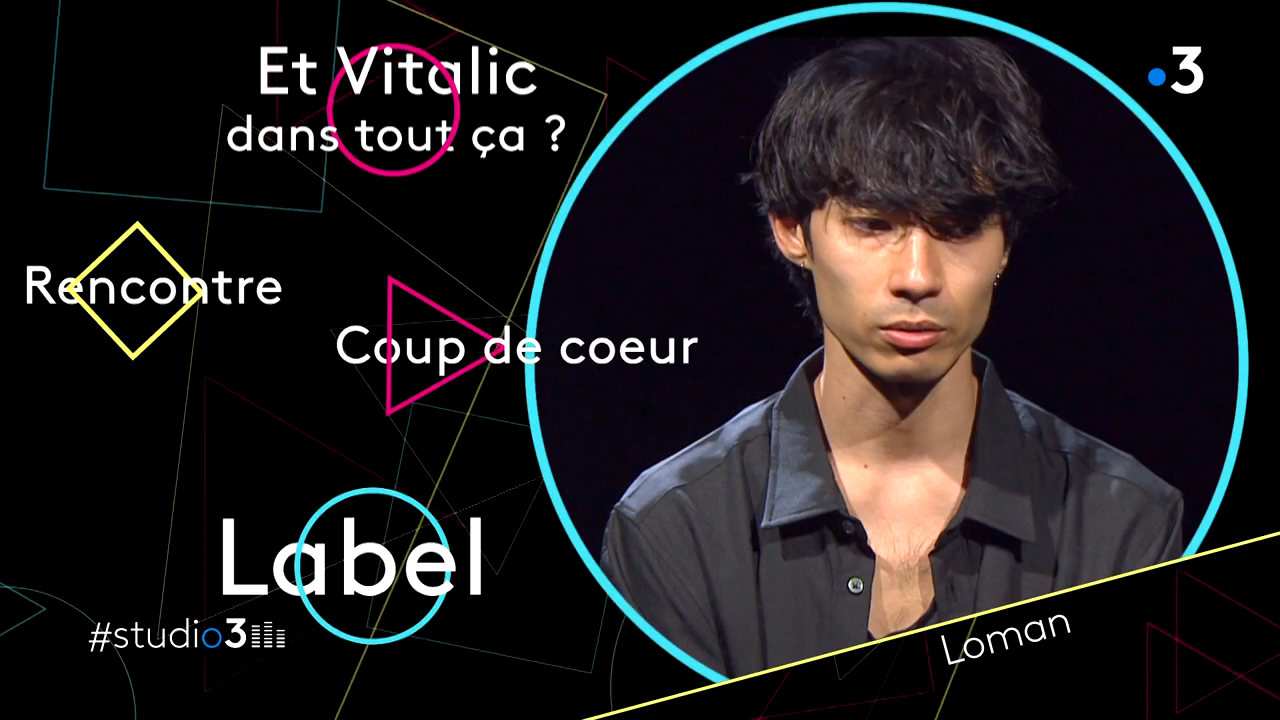 Et Vitalic
dans tout ça ?
3
Rencontre
Coup de coeur
Label
#studio3
Loman